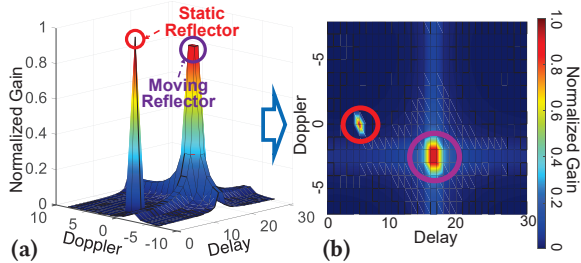 Static
Reflector
Moving
Reflector
Normalized Gain
1
0.8
0.6
0.4
0.2
0
10
5
0
-5
-10
Doppler
0
10
20
30
Delay
(a)
Doppler
-5
0
-5
0
10
20
30
Delay
(b)
1.0
0.8
0.6
0.4
0.2
0
Normalized Gain